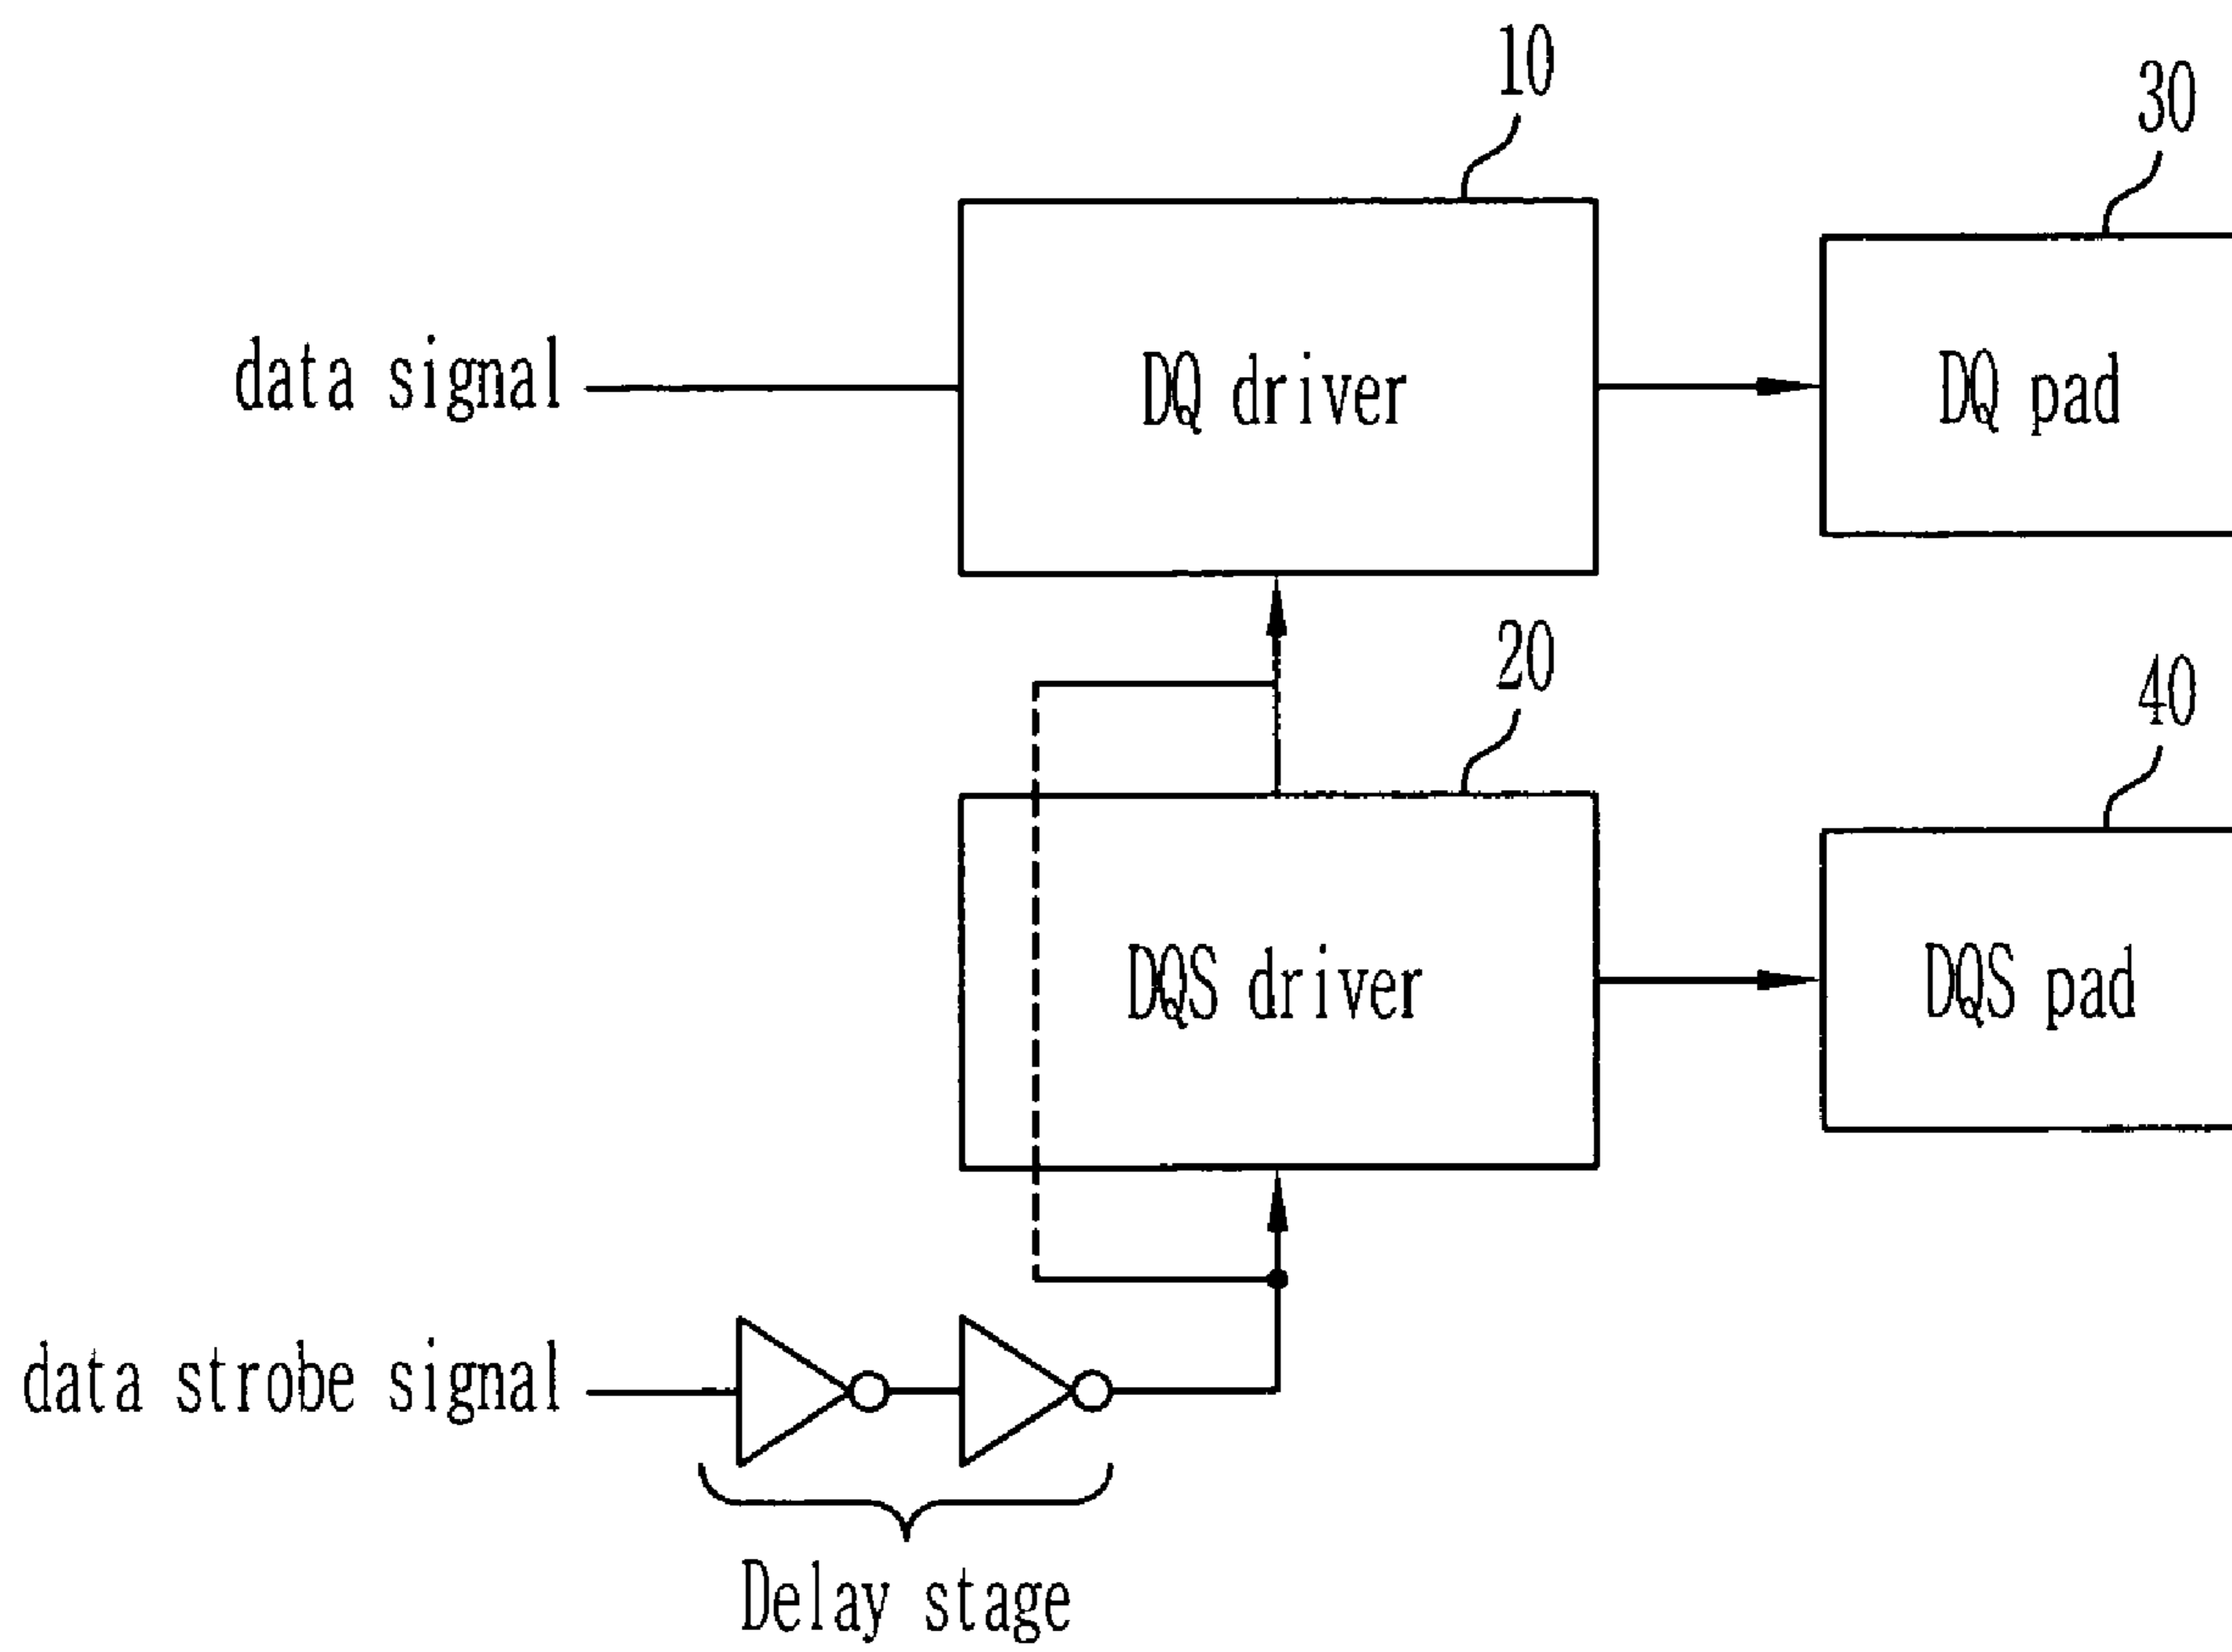 10
30
data signal
DQ driver
DQ pad
20
40
DQS driver
DQS pad
data strobe signal
Delay stage